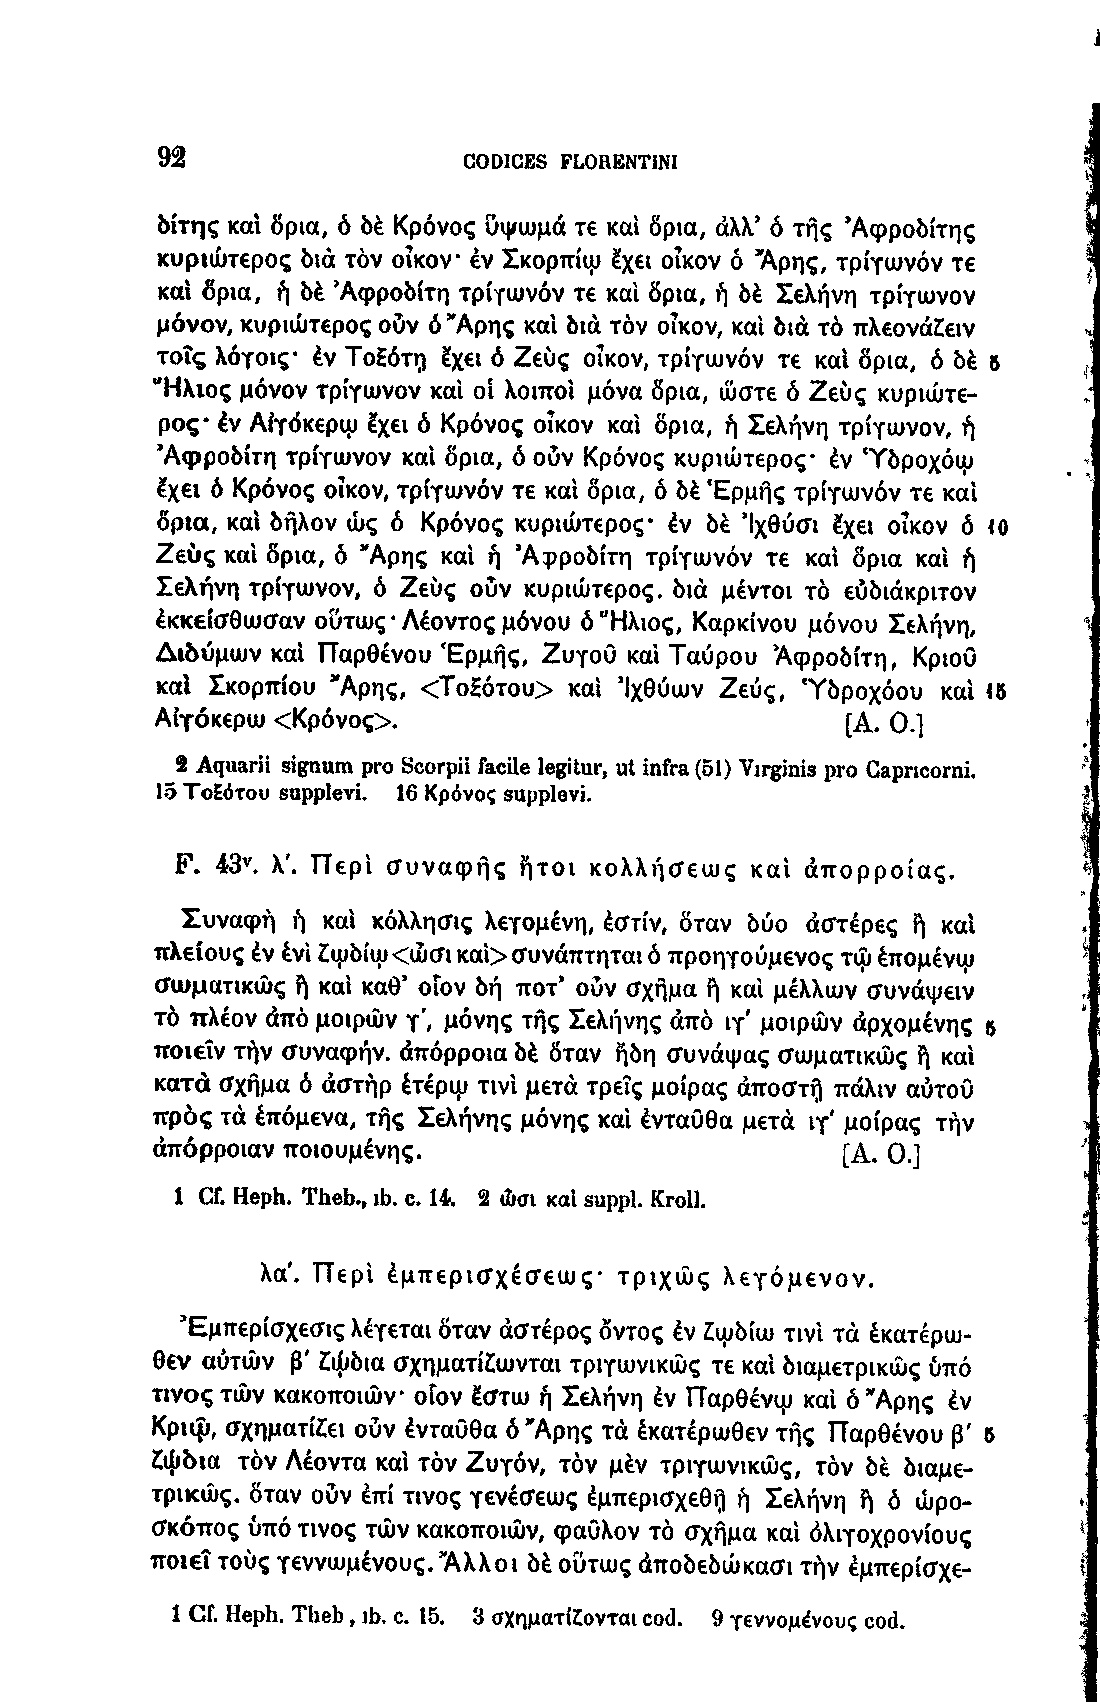 92 CODICES FLORENTINI
δίτης καὶ ὅρια, ὁ δὲ Κρόνος ὕψωμά τε καὶ ὅρια, ἀλλ' ὁ τῆς Ἀφροδίτης
κυριώτερος διὰ τὸν οἶκον· ἐν Σκορπίῳ ἔχει οἶκον ὁ Ἄρης, τρίγωνόν τε
καὶ ὅρια, ἡ δὲ Ἀφροδίτη τρίγωνόν τε καὶ ὅρια, ἡ δὲ Σελήνη τρίγωνον
μόνον, κυριώτερος οὖν ὁ Ἄρης καὶ διὰ τὸν οἶκον, καὶ διὰ τὸ πλεονάζειν
τοῖς λόγοις· ἐν Τοξότῃ ἔχει ὁ Ζεὺς οἶκον, τρίγωνόν τε καὶ ὅρια, ὁ δὲ 5
Ἥλιος μόνον τρίγωνον καὶ οἱ λοιποὶ μόνα ὅρια, ὥστε ὁ Ζεὺς κυριώτε-
ρος· ἐν Αἰγόκερῳ ἔχει ὁ Κρόνος οἶκον καὶ ὅρια, ἡ Σελήνη τρίγωνον, ἡ
Ἀφροδίτη τρίγωνον καὶ ὅρια, ὁ οὖν Κρόνος κυριώτερος· ἐν Ὑδροχόῳ
ἔχει ὁ Κρόνος οἶκον, τρίγωνόν τε καὶ ὅρια, ὁ δὲ Ἑρμῆς τρίγωνόν τε καὶ
ὅρια, καὶ δῆλον ὡς ὁ Κρόνος κυριώτερος· ἐν δὲ Ἰχθύσι ἔχει οἶκον ὁ 10
Ζεὺς καὶ ὅρια, ὁ Ἄρης καὶ ἡ Ἀφροδίτη τρίγωνόν τε καὶ ὅρια καὶ ἡ
Σελήνη τρίγωνον, ὁ Ζεὺς οὖν κυριώτερος. διὰ μέντοι τὸ εὐδιάκριτον
ἐκκείσθωσαν οὕτως· Λέοντος μόνου ὁ Ἥλιος, Καρκίνου μόνου Σελήνη,
Διδύμων καὶ Παρθένου Ἑρμῆς, Ζυγοῦ καὶ Ταύρου Ἀφροδίτη, Κριοῦ
καὶ Σκορπίου Ἄρης, <Τοξότου> καὶ Ἰχθύων Ζεύς, Ὑδροχόου καὶ 15
Αἰγόκερω <Κρόνος>. [A. O.]
2 Aquarii signum pro Scorpii facile legitur, ut infra (51) Virginis pro Capricorni.
15 Τοξότου supplevi. 16 Κρόνος supplevi.
F. 43v. λ'. Περὶ συναφῆς ἤτοι κολλήσεως καὶ ἀπορροίας.
Συναφὴ ἡ καὶ κόλλησις λεγομένη, ἐστίν, ὅταν δύο ἀστέρες ἢ καὶ
πλείους ἐν ἑνὶ ζῳδίῳ <ὦσι καὶ> συνάπτηται ὁ προηγούμενος τῷ ἑπομένῳ
σωματικῶς ἢ καὶ καθ' οἷον δή ποτ' οὖν σχῆμα ἢ καὶ μέλλων συνάψειν
τὸ πλέον ἀπὸ μοιρῶν γ', μόνης τῆς Σελήνης ἀπὸ ιγ' μοιρῶν ἀρχομένης 5
ποιεῖν τὴν συναφήν. ἀπόρροια δὲ ὅταν ἤδη συνάψας σωματικῶς ἢ καὶ
κατὰ σχῆμα ὁ ἀστὴρ ἑτέρῳ τινὶ μετὰ τρεῖς μοίρας ἀποστῇ πάλιν αὐτοῦ
πρὸς τὰ ἑπόμενα, τῆς Σελήνης μόνης καὶ ἐνταῦθα μετὰ ιγ' μοίρας τὴν
ἀπόρροιαν ποιουμένης. [A. O.]
1 Cf. Heph. Theb., ib. c. 14. 2 ὦσι καὶ suppl. Kroll.
λα'. Περὶ ἐμπερισχέσεως· τριχῶς λεγόμενον.
Ἐμπερίσχεσις λέγεται ὅταν ἀστέρος ὄντος ἐν ζῳδίω τινὶ τὰ ἑκατέρω-
θεν αὐτῶν β' ζῴδια σχηματίζωνται τριγωνικῶς τε καὶ διαμετρικῶς ὑπό
τινος τῶν κακοποιῶν· οἷον ἔστω ἡ Σελήνη ἐν Παρθένῳ καὶ ὁ Ἄρης ἐν
Κριῷ, σχηματίζει οὖν ἐνταῦθα ὁ Ἄρης τὰ ἑκατέρωθεν τῆς Παρθένου β' 5
ζῴδια τὸν Λέοντα καὶ τὸν Ζυγόν, τὸν μὲν τριγωνικῶς, τὸν δὲ διαμε-
τρικῶς. ὅταν οὖν ἐπί τινος γενέσεως ἐμπερισχεθῇ ἡ Σελήνη ἢ ὁ ὡρο-
σκόπος ὑπό τινος τῶν κακοποιῶν, φαῦλον τὸ σχῆμα καὶ ὀλιγοχρονίους
ποιεῖ τοὺς γεννωμένους. Ἄλλοι δὲ οὕτως ἀποδεδώκασι τὴν ἐμπερίσχε-
1 Cf. Heph. Theb, ib. c. 15. 3 σχηματίζονται cod. 9 γεννομένους cod.